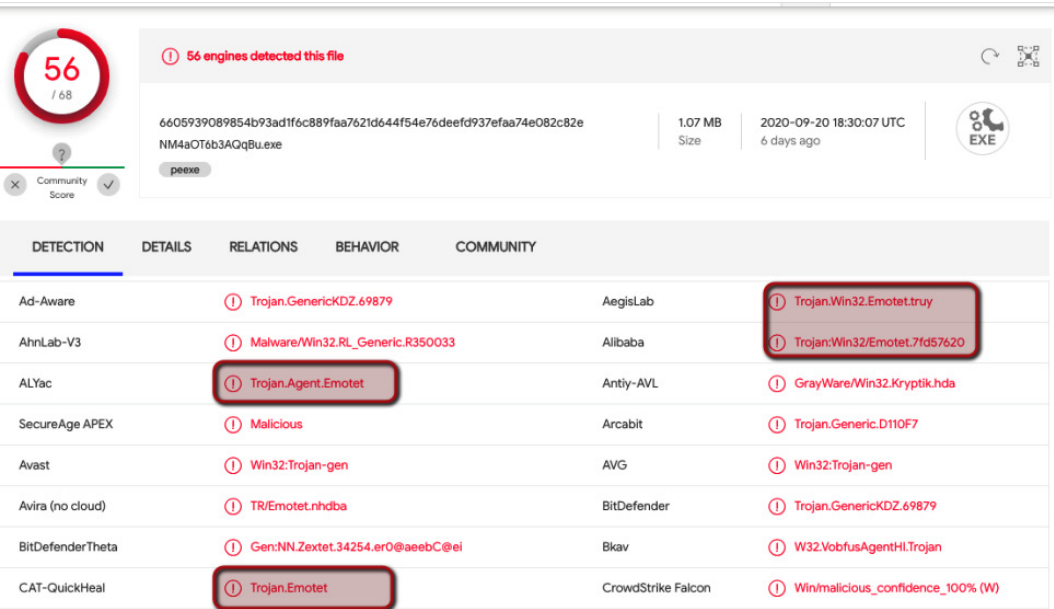 56
/ 68
56 engines detected this file
6605939089854b93ad1f6c889faa7621d644f54e76deefd937efaa74e082c82e
NM4aOT6b3AQqBu.exe
peexe
1.07 MB
Size
2020-09-20 18:30:07 UTC
6 days ago
EXE
?
Community
Score
DETECTION DETAILS RELATIONS BEHAVIOR COMMUNITY
Ad-Aware Trojan.GenericKDZ.69879 AegisLab Trojan.Win32.Emotet.truy
AhnLab-V3 Malware/Win32.RL_Generic.R350033 Alibaba Trojan:Win32/Emotet.7fd57620
ALYac Trojan.Agent.Emotet Antiy-AVL GrayWare/Win32.Kryptik.hda
SecureAge APEX Malicious Arcabit Trojan.Generic.D110F7
Avast Win32:Trojan-gen AVG Win32:Trojan-gen
Avira (no cloud) TR/Emotet.nhdba BitDefender Trojan.GenericKDZ.69879
BitDefenderTheta Gen:NN.Zextet.34254.er0@aeebC@ei Bkav W32.VobfusAgentHI.Trojan
CAT-QuickHeal Trojan.Emotet CrowdStrike Falcon Win/malicious_confidence_100% (W)